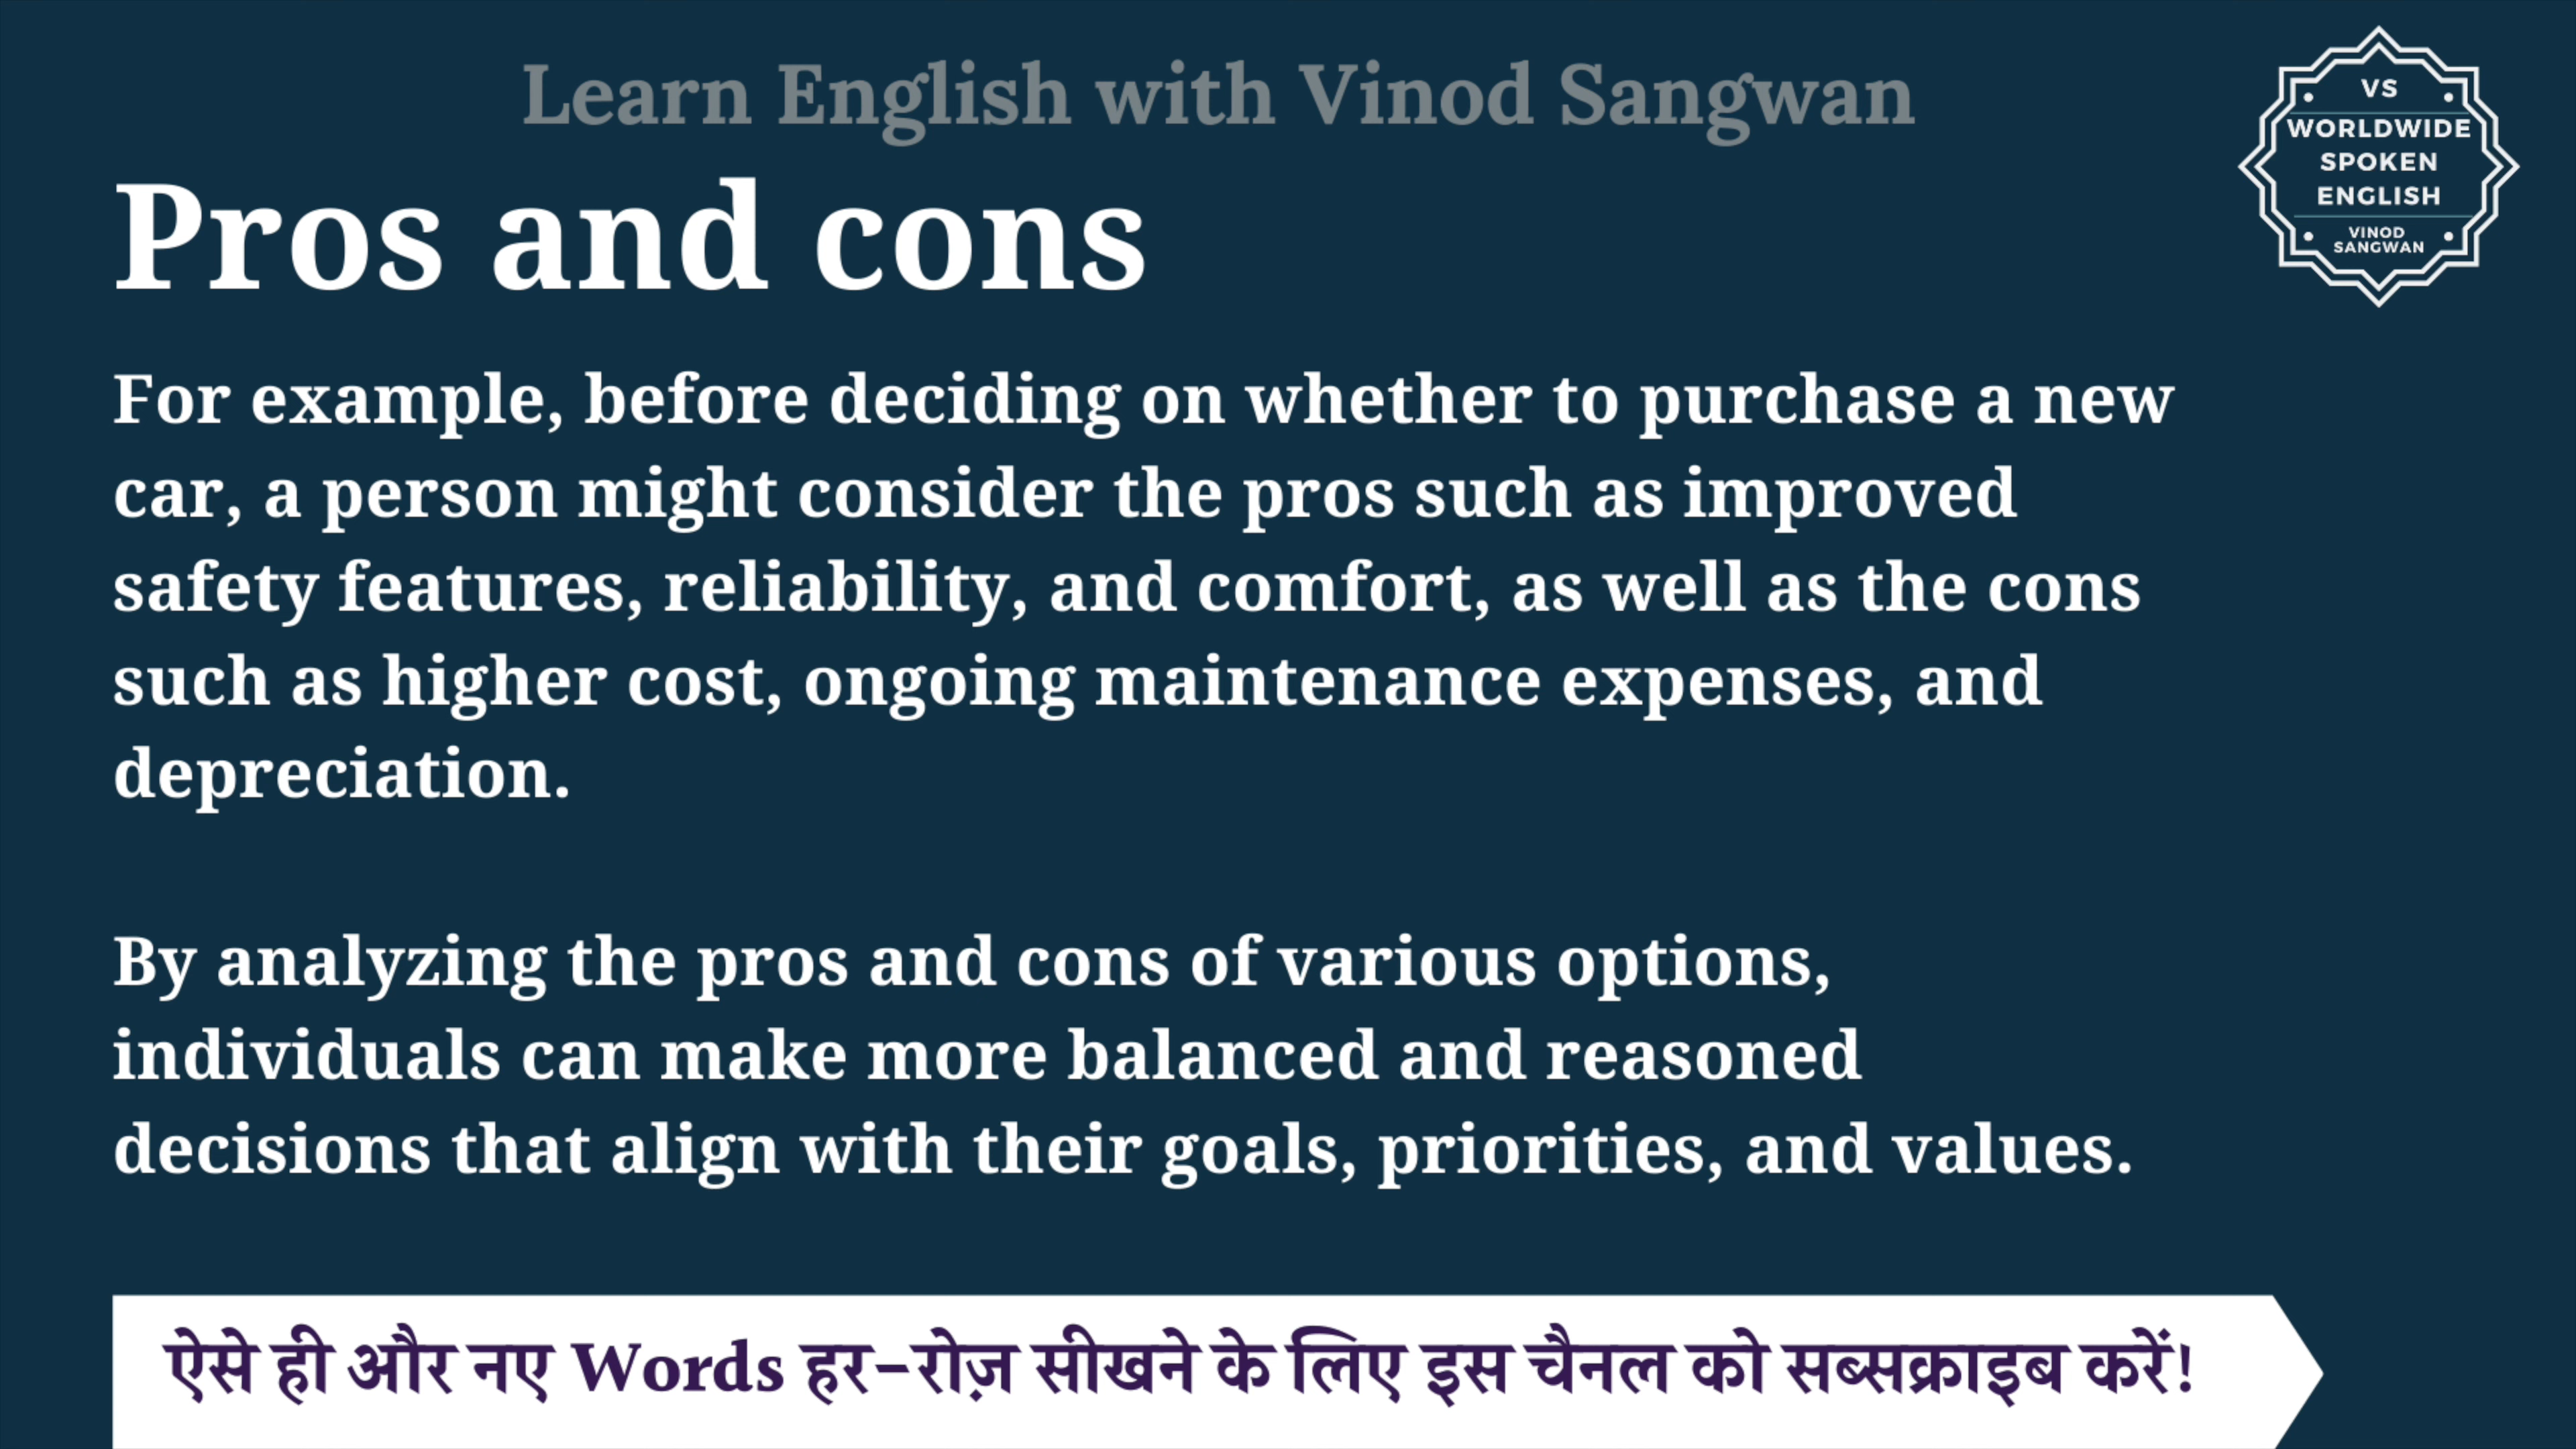 Learn English with Vinod Sangwan
VS
WORLDWIDE
SPOKEN
ENGLISH
VINOD
SANGWAN
Pros and cons
For example, before deciding on whether to purchase a new
car, a person might consider the pros such as improved
safety features, reliability, and comfort, as well as the cons
such as higher cost, ongoing maintenance expenses, and
depreciation.
By analyzing the pros and cons of various options,
individuals can make more balanced and reasoned
decisions that align with their goals, priorities, and values.
ऐसे ही और नए Words हर-रोज़ सीखने के लिए इस चैनल को सब्सक्राइब करें!